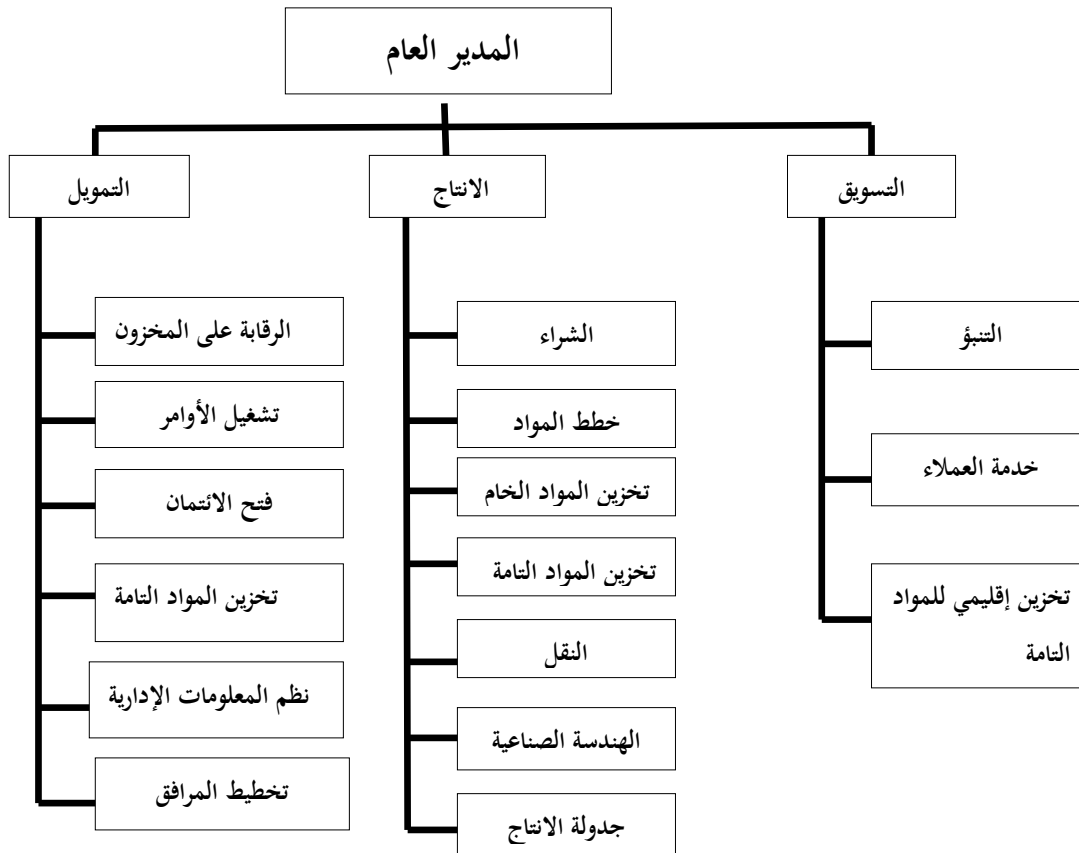 المدير العام
التسويق
التنبؤ
خدمة العملاء
تخزين إقليمي للمواد
التامة
الانتاج
الشراء
خطط المواد
تخزين المواد الخام
تخزين المواد التامة
النقل
الهندسة الصناعية
جدولة الانتاج
التمويل
الرقابة على المخزون
تشغيل الأوامر
فتح الائتمان
تخزين المواد التامة
نظم المعلومات الإدارية
تخطيط المرافق